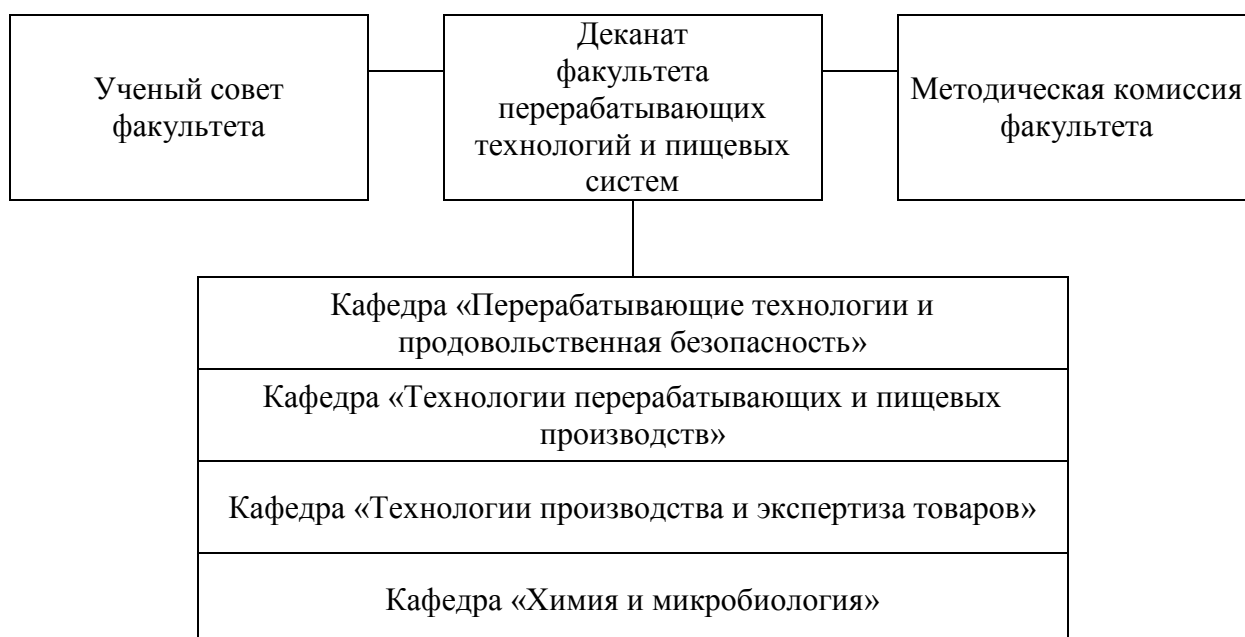 Ученый совет
факультета
Деканат
факультета
перерабатывающих
технологий и пищевых
систем
Методическая комиссия
факультета
Кафедра «Перерабатывающие технологии и
продовольственная безопасность»
Кафедра «Технологии перерабатывающих и пищевых
производств»
Кафедра «Технологии производства и экспертиза товаров»
Кафедра «Химия и микробиология»